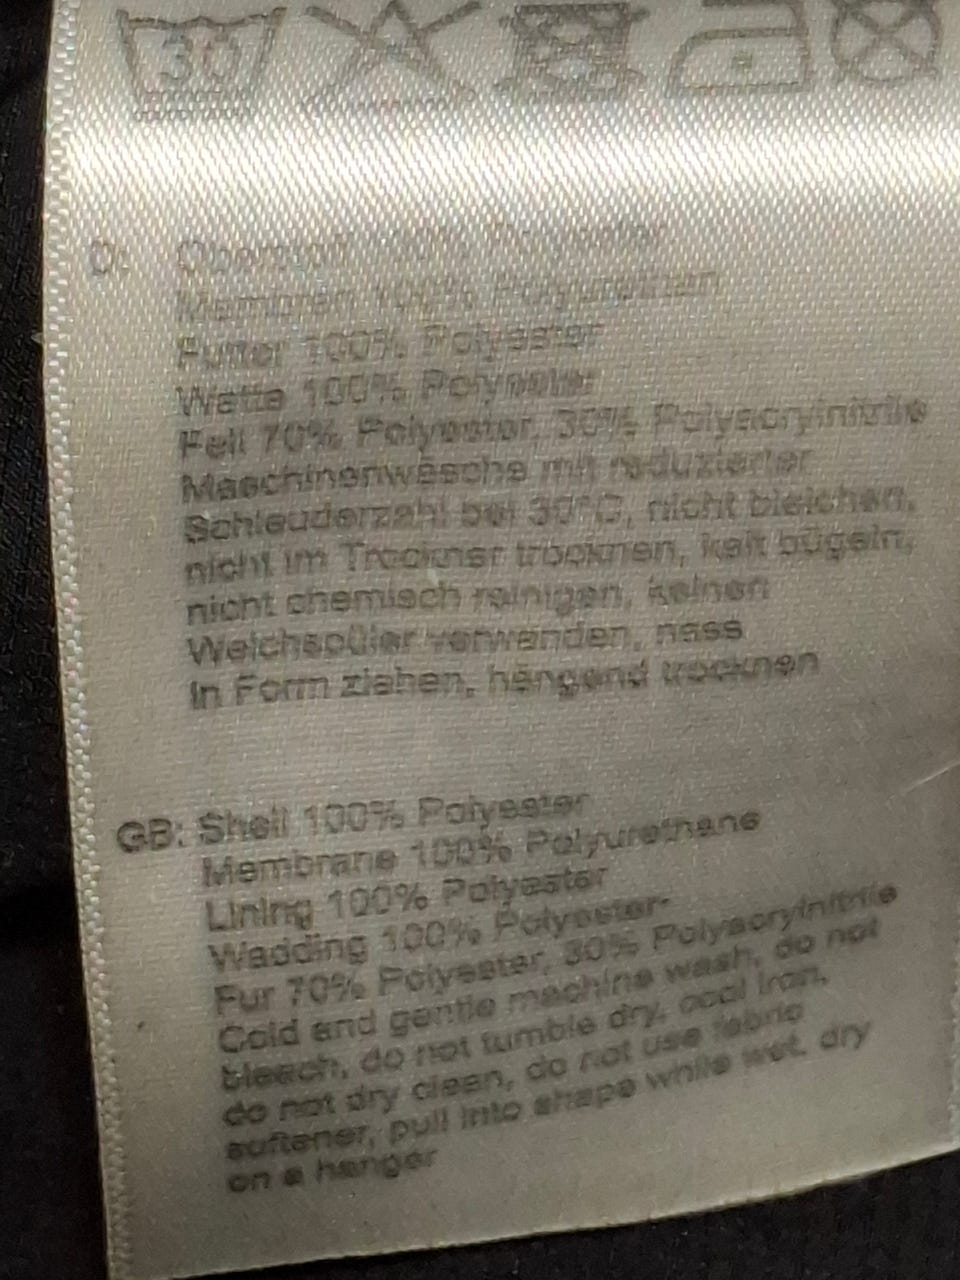 30
D: Oberstoff 100% Polyester
Membran 100% Polyurethan
Futter 100% Polyester
Watte 100% Polyester
Fell 70% Polyester, 30% Polyacrylnitrile
Maschinenwäsche mit reduzierter
Schleuderzahl bei 30°C, nicht bleichen,
nicht im Trockner trocknen, kalt bügeln,
nicht chemisch reinigen, keinen
Weichspüler verwenden, nass
in Form ziehen, hängend trocknen
GB: Shell 100% Polyester
Membrane 100% Polyurethane
Lining 100% Polyester
Wadding 100% Polyester
Fur 70% Polyester, 30% Polyacrylnitrile
Cold and gentle machine wash, do not
bleach, do not tumble dry, cool iron,
do not dry clean, do not use fabric
softener, pull into shape while wet, dry
on a hanger